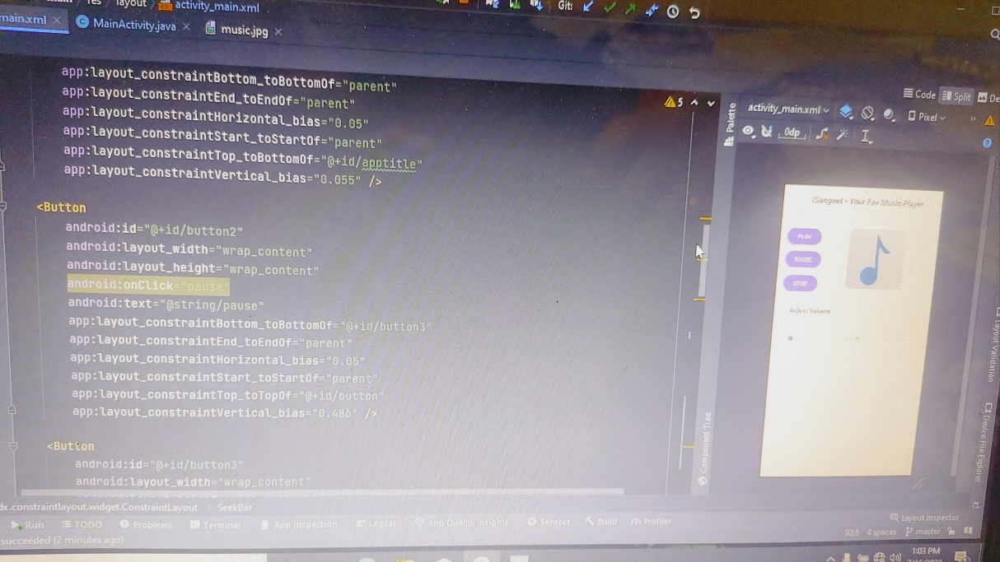 res
layout
activity_main.xml
Git:
main.xml
MainActivity.java
music.jpg
app:layout_constraintBottom_toBottomOf="parent"
app:layout_constraintEnd_toEndOf="parent"
app:layout_constraintHorizontal_bias="0.05"
app:layout_constraintStart_toStartOf="parent"
app:layout_constraintTop_toBottomOf="@+id/apptitle"
app:layout_constraintVertical_bias="0.055" />
<Button
android:id="@+id/button2"
android:layout_width="wrap_content"
android:layout_height="wrap_content"
android:onClick="pause"
android:text="@string/pause"
app:layout_constraintBottom_toBottomOf="@+id/button3"
app:layout_constraintEnd_toEndOf="parent"
app:layout_constraintHorizontal_bias="0.05"
app:layout_constraintStart_toStartOf="parent"
app:layout_constraintTop_toTopOf="@+id/button"
app:layout_constraintVertical_bias="0.486" />
<Button
android:id="@+id/button3"
android:layout_width="wrap_content"
5
Palette
Component Tree
Code Split De
activity_main.xml
Pixel
0dp
iSangeet - Your Fav Music Player
PLAY
PAUSE
STOP
Adjust Volume
Layout Validation
Device File Explorer
dx.constraintlayout.widget.ConstraintLayout
SeekBar
Run TODO Problems Terminal App Inspection Logcat App Quality Insights Services Build Profiler
Layout Inspector
succeeded (2 minutes ago)
92:5 4 spaces master
1:03 PM